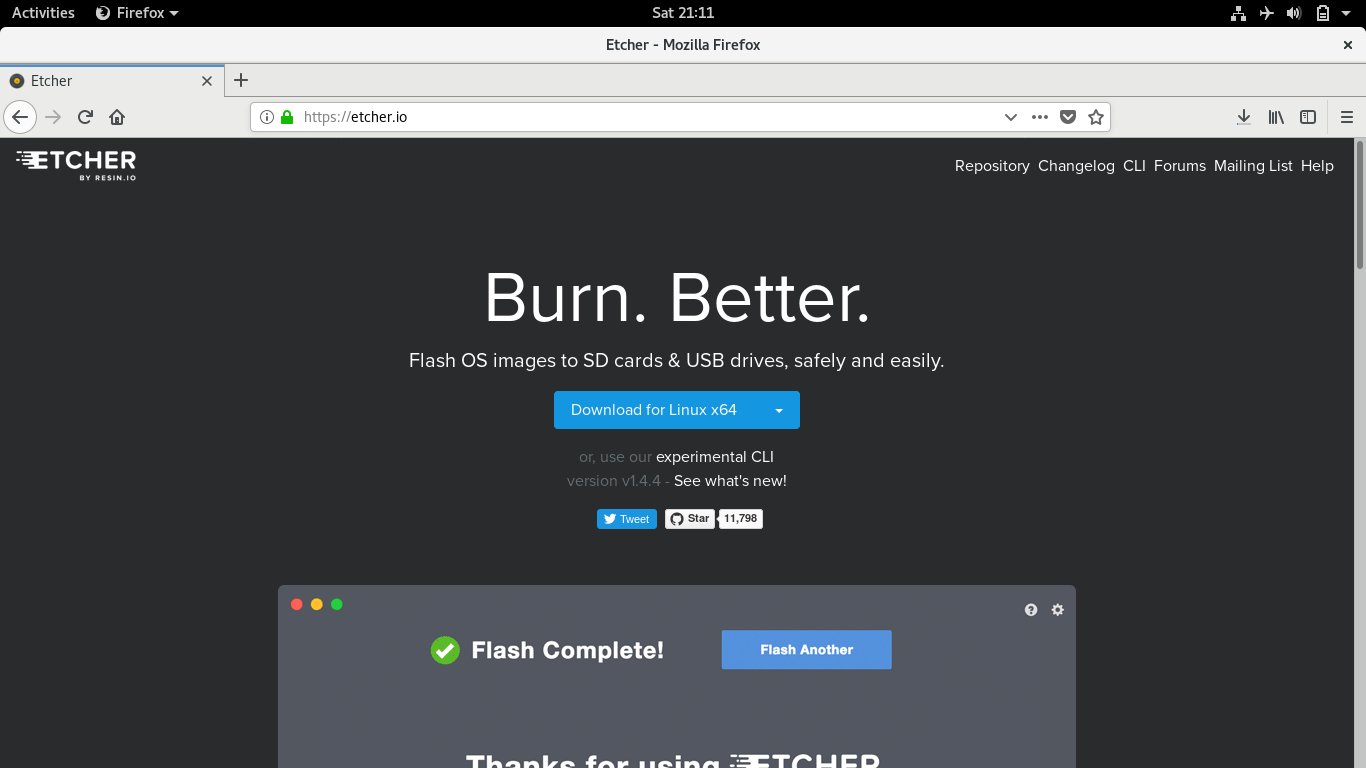 Activities Firefox Sat 21:11
Etcher - Mozilla Firefox
Etcher
https://etcher.io
ETCHER
BY RESIN.IO
Repository Changelog CLI Forums Mailing List Help
Burn. Better.
Flash OS images to SD cards & USB drives, safely and easily.
Download for Linux x64
or, use our experimental CLI
version v1.4.4 - See what's new!
Tweet Star 11,798
Flash Complete! Flash Another
Thanks for using ETCHER